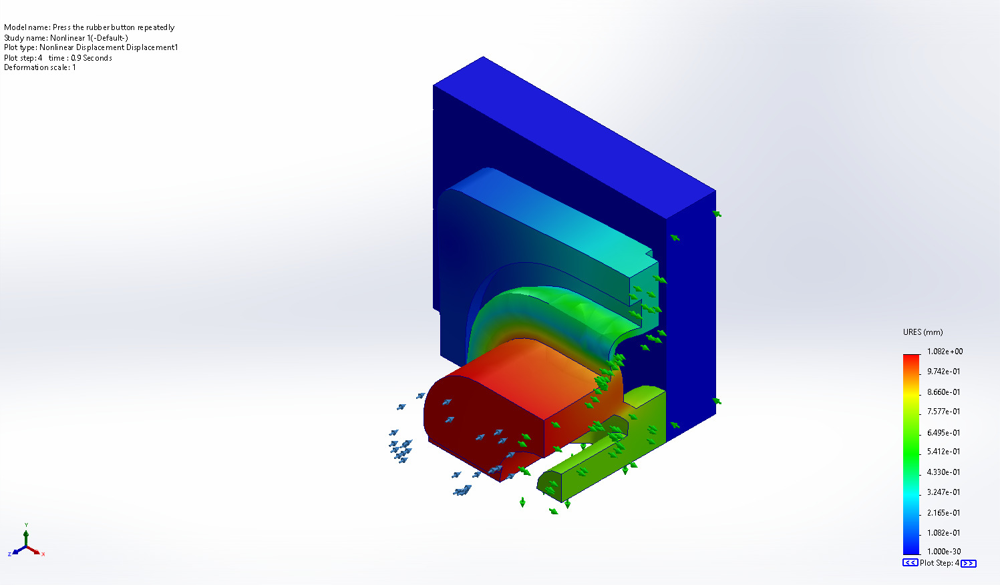 Model name: Press the rubber button repeatedly
Study name: Nonlinear 1(-Default-)
Plot type: Nonlinear Displacement Displacement1
Plot step: 4 time : 0.9 Seconds
Deformation scale: 1
URES (mm)
1.082e+00
9.742e-01
8.660e-01
7.577e-01
6.495e-01
5.412e-01
4.330e-01
3.247e-01
2.165e-01
1.082e-01
1.000e-30
<< Plot Step: 4 >>
Y
Z
X